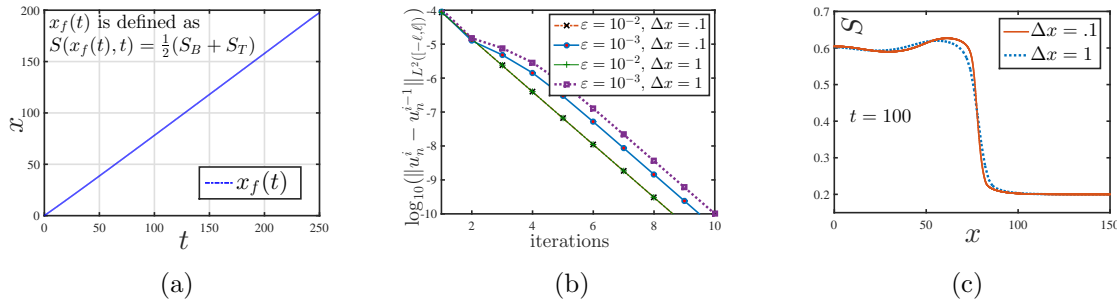 x_f(t) is defined as
S(x_f(t), t) = ½(S_B + S_T)
200
150
100
50
0
x
0 50 100 150 200 250
t
x_f(t)
(a)
log₁₀(||u_n^i − u_n^{i−1}||_{L²([−ℓ,ℓ])})
-4
-5
-6
-7
-8
-9
-10
ε = 10⁻², Δx = .1
ε = 10⁻³, Δx = .1
ε = 10⁻², Δx = 1
ε = 10⁻³, Δx = 1
2 4 6 8 10
iterations
(b)
S
0.7
0.6
0.5
0.4
0.3
0.2
Δx = .1
Δx = 1
t = 100
0 50 100 150
x
(c)